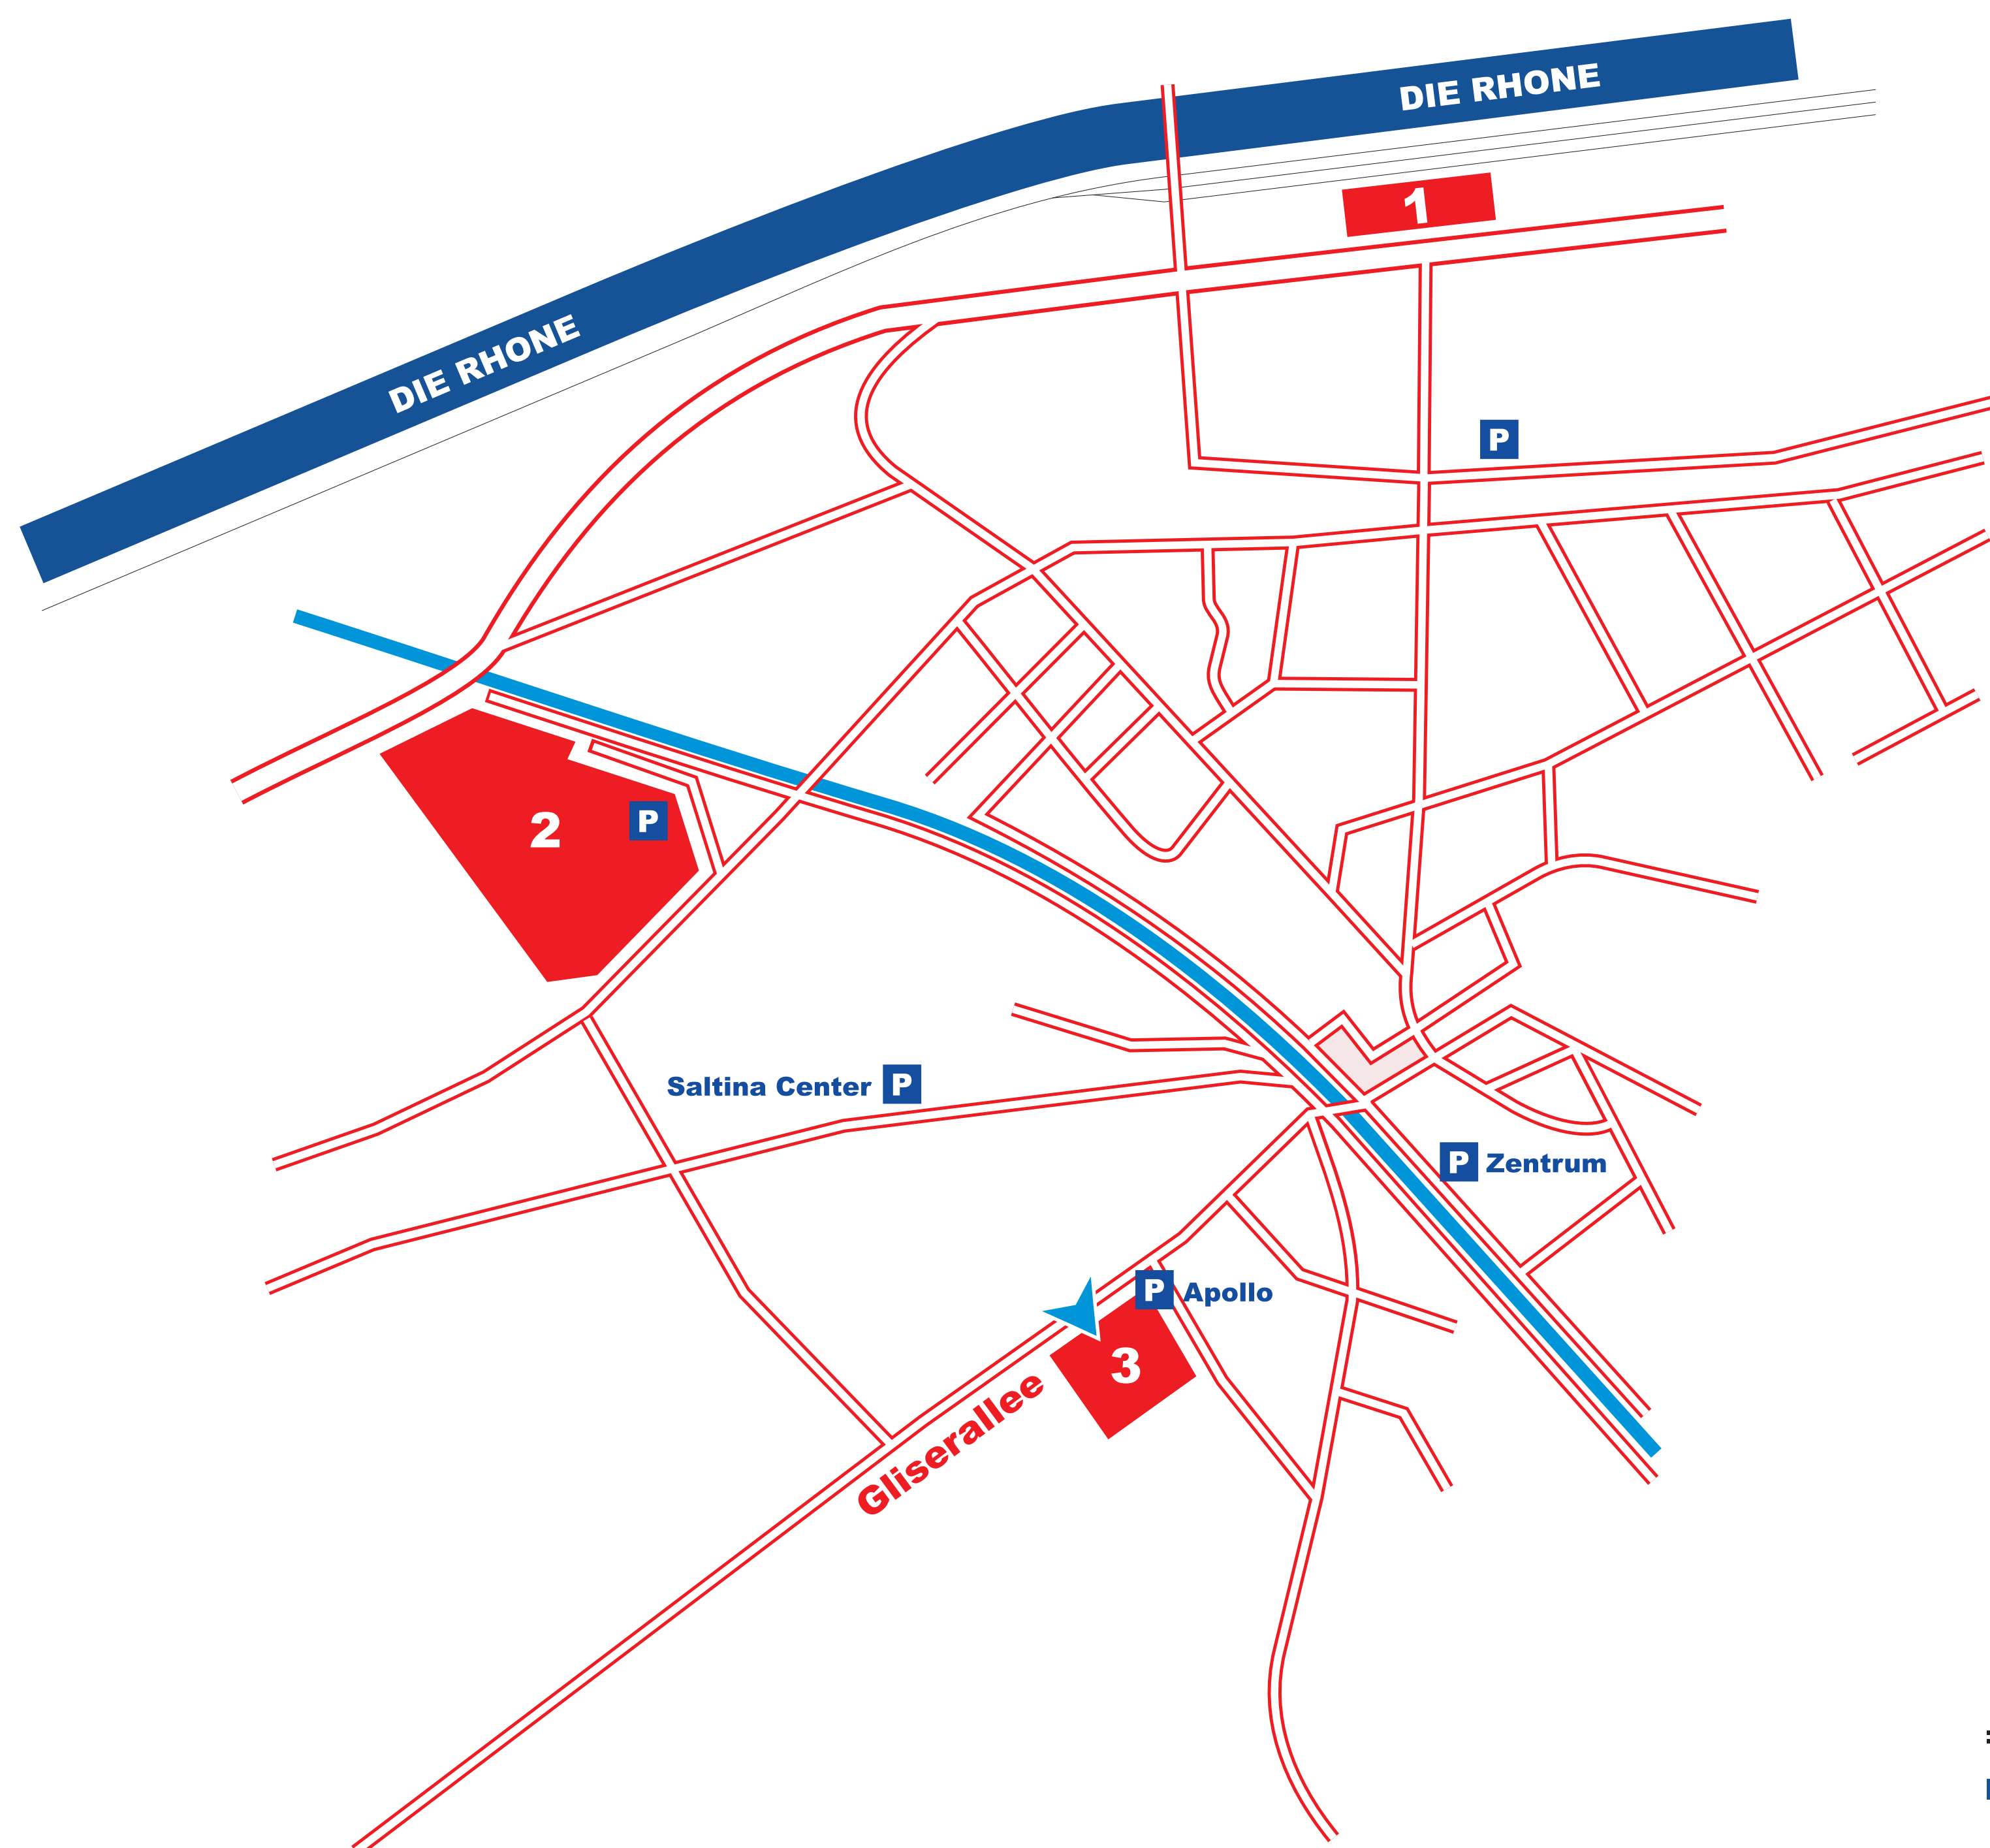 DIE RHONE
1
DIE RHONE
P
2
P
Saltina Center P
P Zentrum
P Apollo
3
Gliserallee